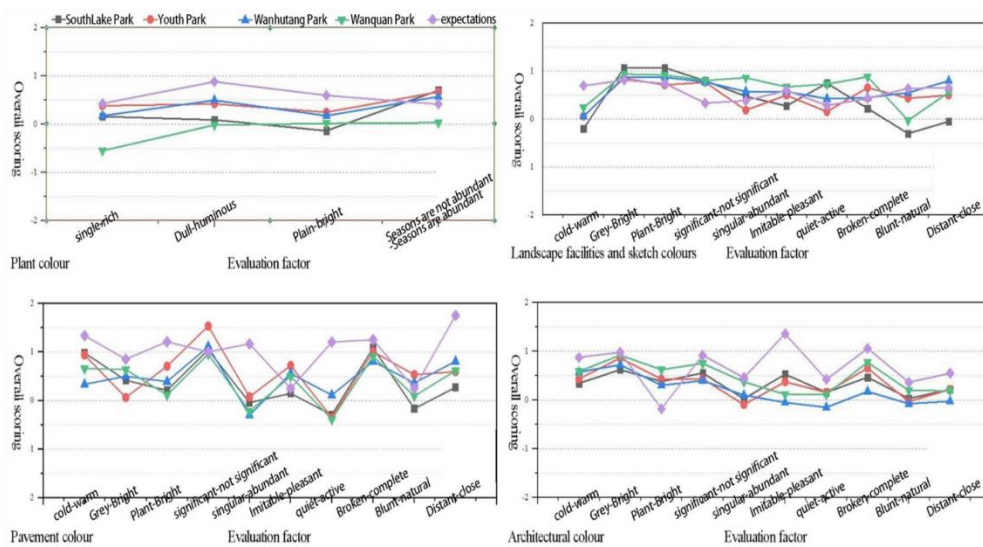 SouthLake Park Youth Park Wanhutang Park Wanquan Park expectations
2
1
0
-1
-2
Overall scoring
single-rich
Dull-huminous
Plain-bright
Seasons are not abundant
-Seasons are abundant
Plant colour Evaluation factor
2
1
0
1
2
Overall scoring
cold-warm
Grey-Bright
Plant-Bright
significant-not significant
singular-abundant
Imitable-pleasant
quiet-active
Broken-complete
Blunt-natural
Distant-close
Landscape facilities and sketch colours Evaluation factor
2
1
0
1
2
Overall scoring
cold-warm
Grey-Bright
Plant-Bright
significant-not significant
singular-abundant
Imitable-pleasant
quiet-active
Broken-complete
Blunt-natural
Distant-close
Pavement colour Evaluation factor
2
1
0
1
2
Overall scoring
cold-warm
Grey-Bright
Plant-Bright
significant-not significant
singular-abundant
Imitable-pleasant
quiet-active
Broken-complete
Blunt-natural
Distant-close
Architectural colour Evaluation factor